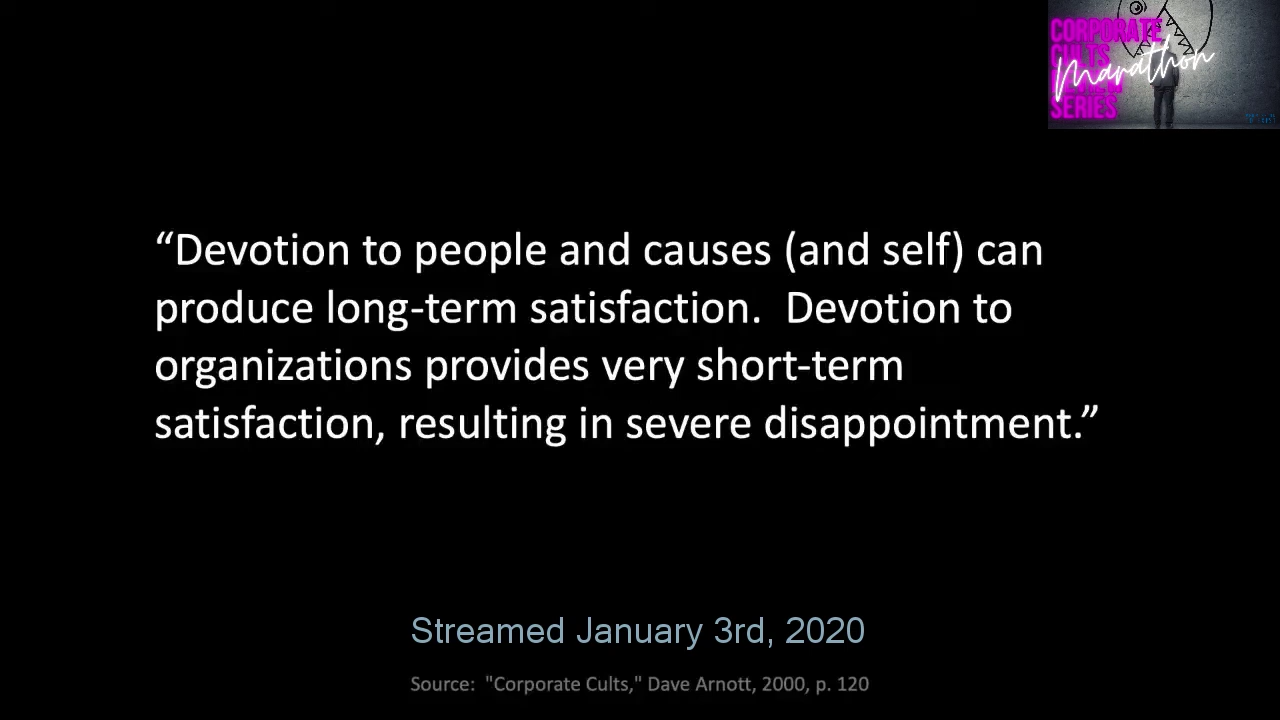 CORPORATE
CULTS
Marathon
SERIES
“Devotion to people and causes (and self) can
produce long-term satisfaction.  Devotion to
organizations provides very short-term
satisfaction, resulting in severe disappointment.”
Streamed January 3rd, 2020
Source:  "Corporate Cults," Dave Arnott, 2000, p. 120